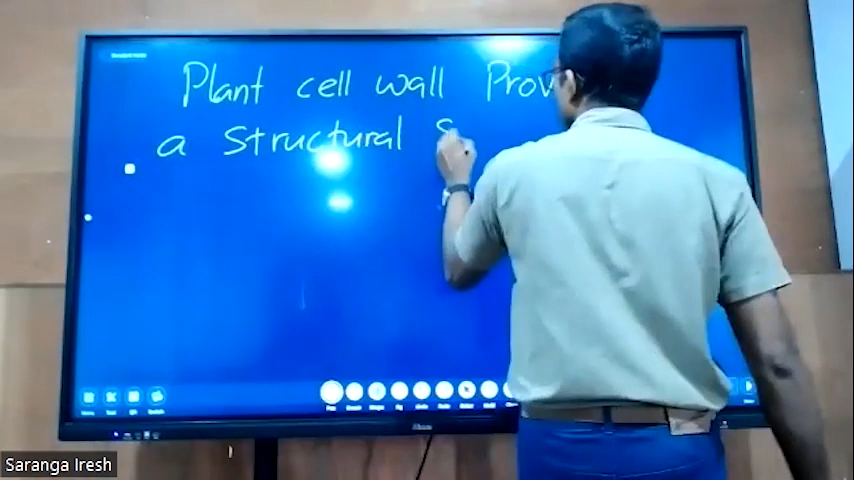 Plant cell wall Prov
a structural S
Saranga Iresh